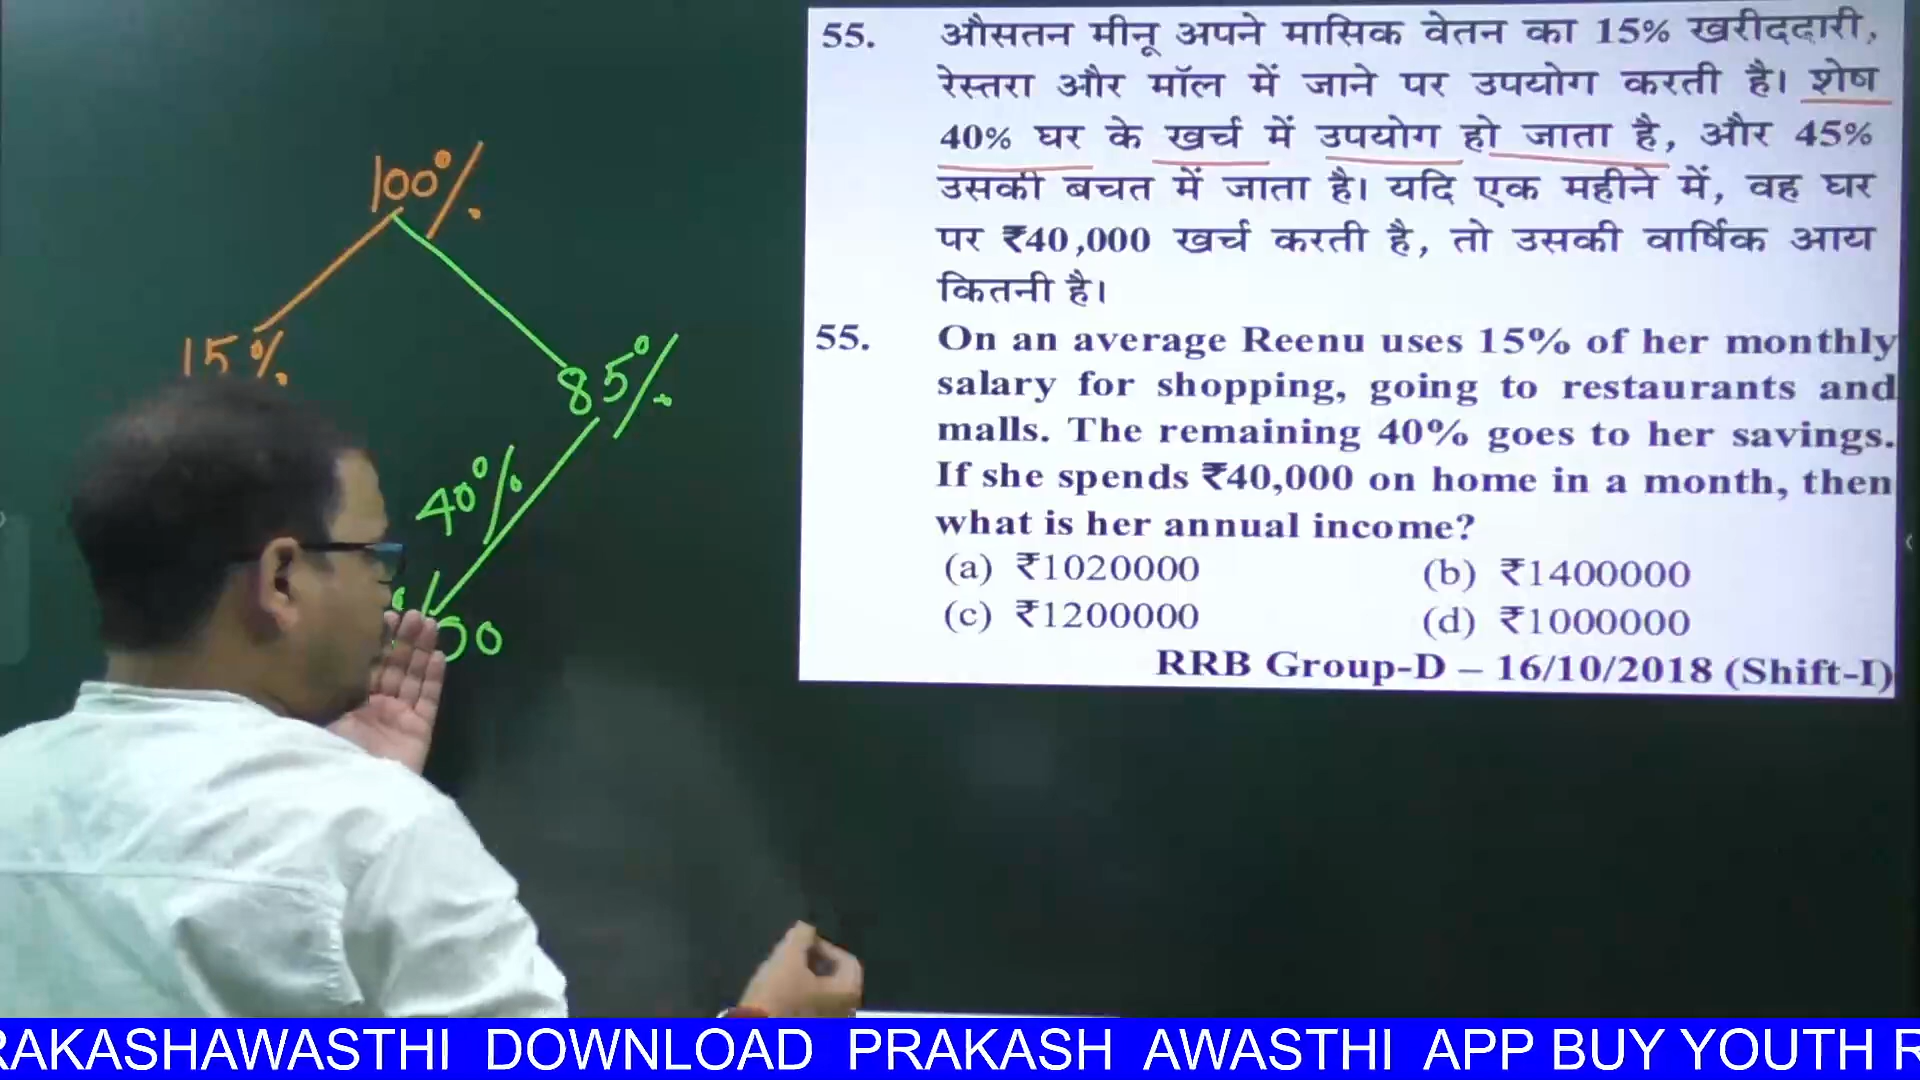 100%
15%
85%
40%
55. औसतन मीनू अपने मासिक वेतन का 15% खरीददारी,
रेस्तरा और मॉल में जाने पर उपयोग करती है। शेष
40% घर के खर्च में उपयोग हो जाता है, और 45%
उसकी बचत में जाता है। यदि एक महीने में, वह घर
पर ₹40,000 खर्च करती है, तो उसकी वार्षिक आय
कितनी है।
55. On an average Reenu uses 15% of her monthly
salary for shopping, going to restaurants and
malls. The remaining 40% goes to her savings.
If she spends ₹40,000 on home in a month, then
what is her annual income?
(a) ₹1020000 (b) ₹1400000
(c) ₹1200000 (d) ₹1000000
RRB Group-D – 16/10/2018 (Shift-I)
RAKASHAWASTHI DOWNLOAD PRAKASH AWASTHI APP BUY YOUTH R